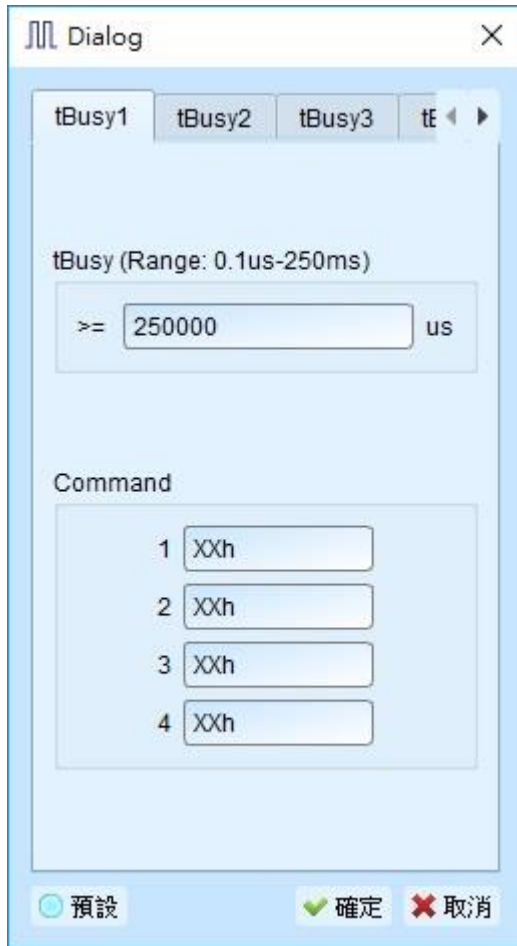 Dialog
tBusy1 tBusy2 tBusy3
tBusy (Range: 0.1us-250ms)
>= 250000 us
Command
1 XXh
2 XXh
3 XXh
4 XXh
預設 確定 取消